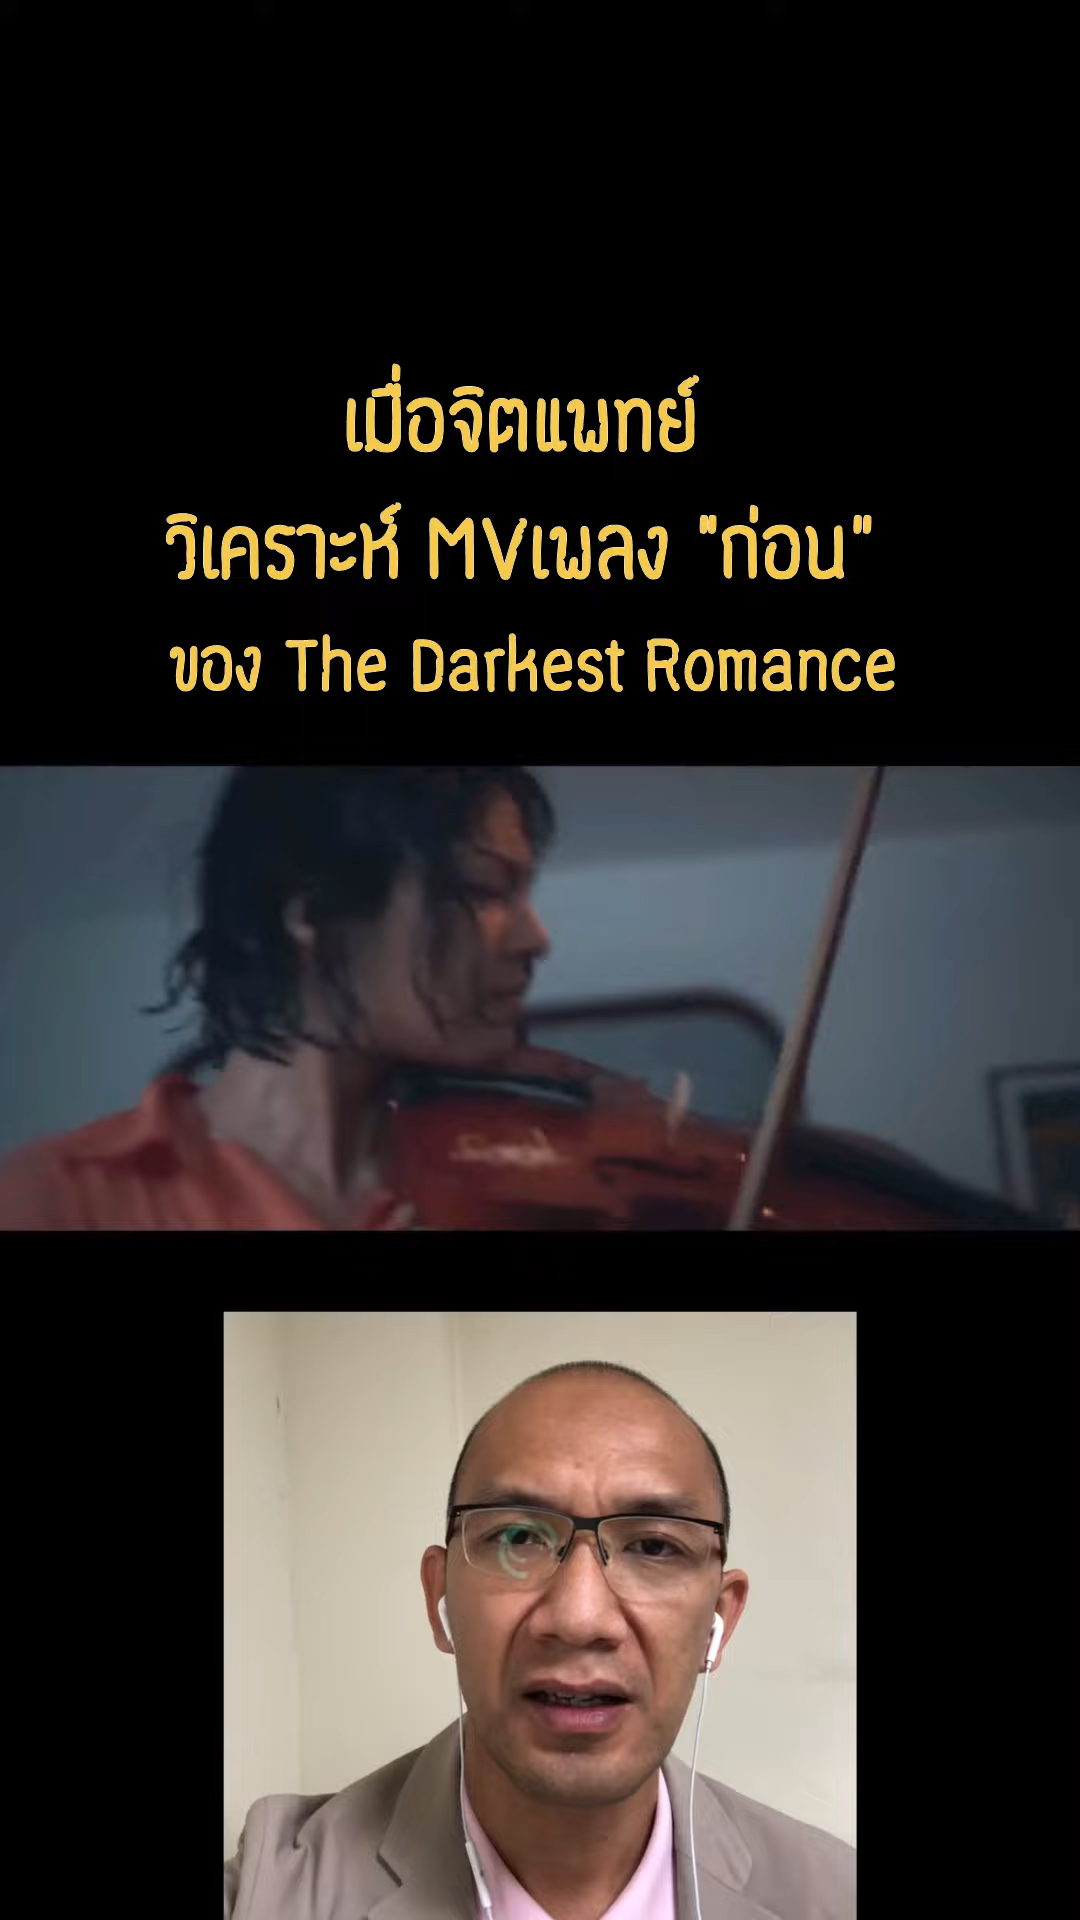 เมื่อจิตแพทย์
วิเคราะห์ MVเพลง "ก่อน"
ของ The Darkest Romance